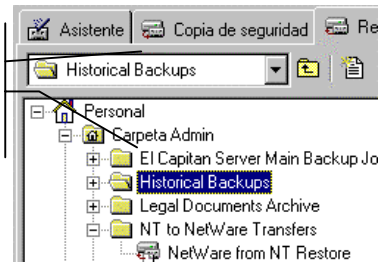 Asistente
Copia de seguridad
Re
Historical Backups
Personal
Carpeta Admin
El Capitan Server Main Backup Jo
Historical Backups
Legal Documents Archive
NT to NetWare Transfers
NetWare from NT Restore